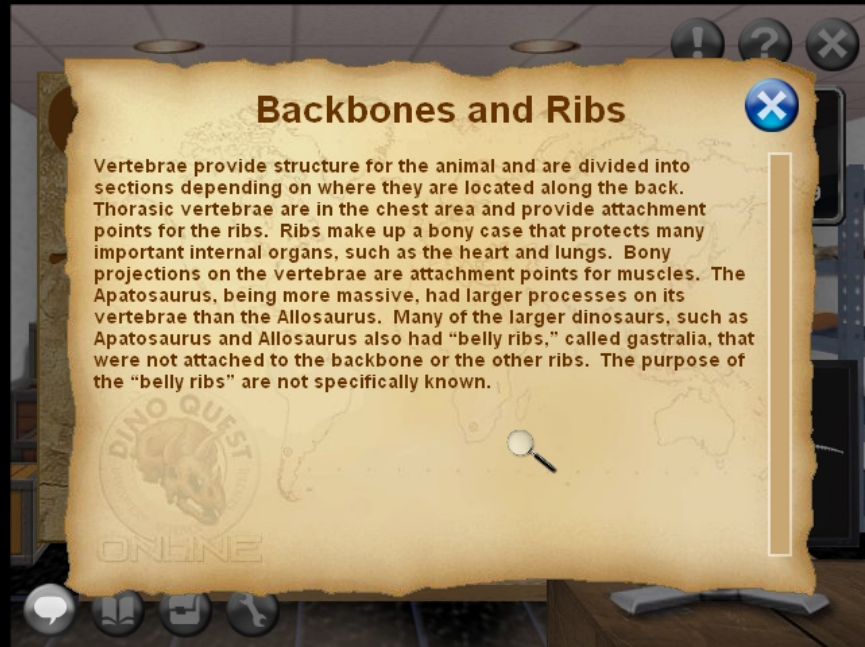 Backbones and Ribs
Vertebrae provide structure for the animal and are divided into
sections depending on where they are located along the back.
Thorasic vertebrae are in the chest area and provide attachment
points for the ribs.  Ribs make up a bony case that protects many
important internal organs, such as the heart and lungs.  Bony
projections on the vertebrae are attachment points for muscles.  The
Apatosaurus, being more massive, had larger processes on its
vertebrae than the Allosaurus.  Many of the larger dinosaurs, such as
Apatosaurus and Allosaurus also had “belly ribs,” called gastralia, that
were not attached to the backbone or the other ribs.  The purpose of
the “belly ribs” are not specifically known.
DINO QUEST
ONLINE